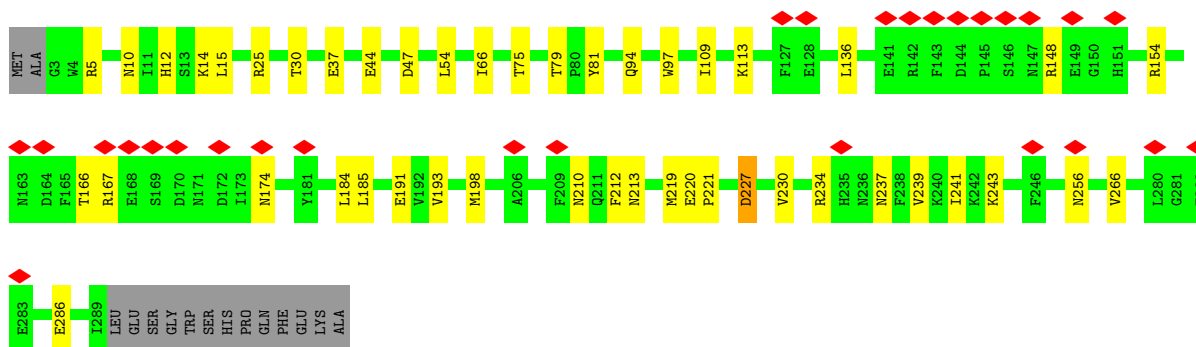 MET ALA G3 W4 R5 N10 I11 H12 S13 K14 L15 R25 T30 E37 E44 D47 L54 I66 T75 T79 P80 Y81 Q94 W97 I109 K113 F127 E128 L136 E141 R142 F143 D144 P145 S146 N147 R148 E149 G150 H151 R154
N163 D164 F165 T166 R167 E168 S169 D170 N171 D172 I173 N174 Y181 L184 L185 E191 V192 V193 M198 A206 F209 N210 Q211 F212 N213 M219 E220 P221 D227 V230 R234 H235 N236 N237 F238 V239 K240 I241 K242 K243 F246 N256 V266 L280 G281
E283 E286 I289 LEU GLU SER GLY TRP SER HIS PRO GLN PHE GLU LYS ALA